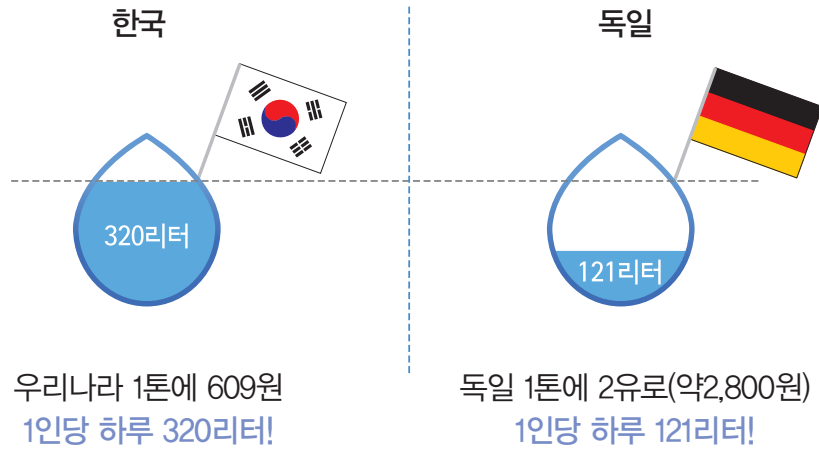 한국
320리터
우리나라 1톤에 609원
1인당 하루 320리터!
독일
121리터
독일 1톤에 2유로(약2,800원)
1인당 하루 121리터!